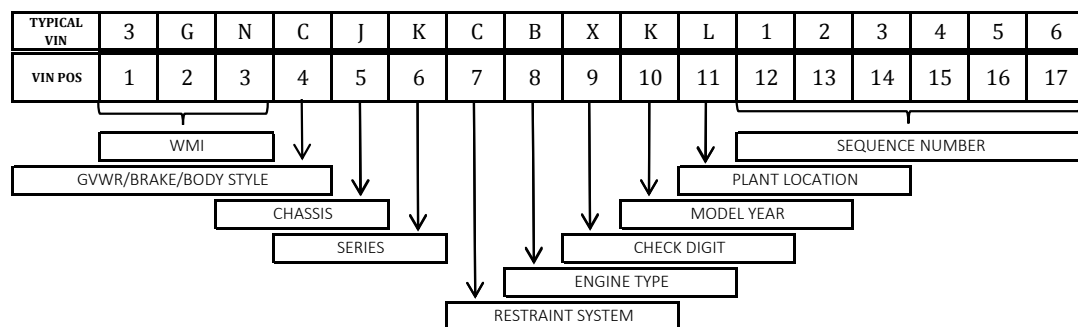 TYPICAL VIN 3 G N C J K C B X K L 1 2 3 4 5 6
VIN POS 1 2 3 4 5 6 7 8 9 10 11 12 13 14 15 16 17
WMI SEQUENCE NUMBER
GVWR/BRAKE/BODY STYLE PLANT LOCATION
CHASSIS MODEL YEAR
SERIES CHECK DIGIT
ENGINE TYPE
RESTRAINT SYSTEM